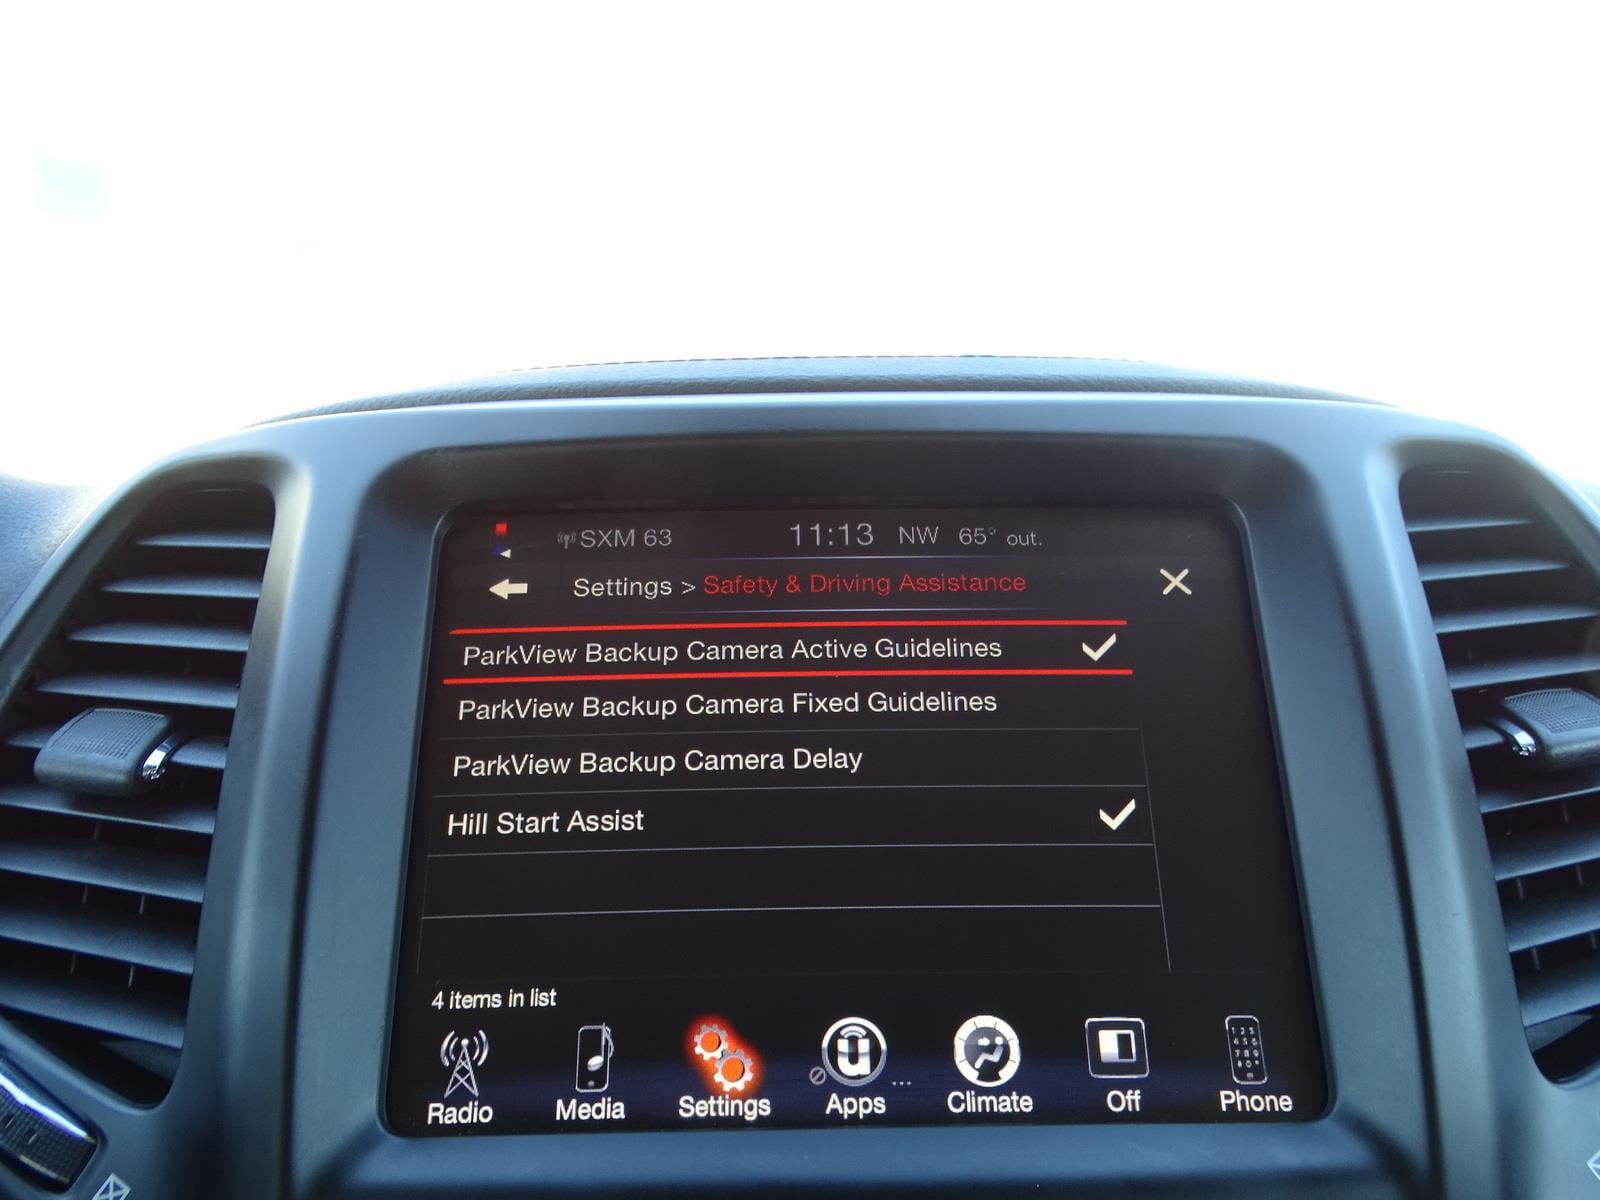 SXM 63 11:13 NW 65° out.
Settings > Safety & Driving Assistance
ParkView Backup Camera Active Guidelines
ParkView Backup Camera Fixed Guidelines
ParkView Backup Camera Delay
Hill Start Assist
4 items in list
Radio Media Settings Apps Climate Off Phone